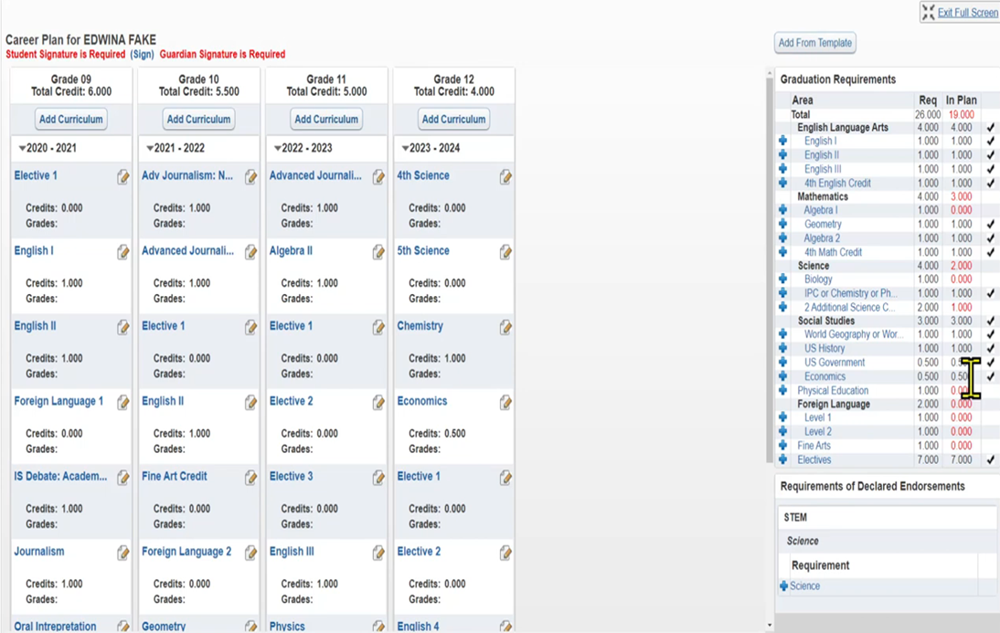 Exit Full Screen
Career Plan for EDWINA FAKE
Student Signature is Required (Sign) Guardian Signature is Required
Add From Template
Grade 09
Total Credit: 6.000
Add Curriculum
2020 - 2021
Elective 1
Credits: 0.000
Grades:
English I
Credits: 1.000
Grades:
English II
Credits: 1.000
Grades:
Foreign Language 1
Credits: 0.000
Grades:
IS Debate: Academ...
Credits: 1.000
Grades:
Journalism
Credits: 1.000
Grades:
Oral Intrepretation
Grade 10
Total Credit: 5.500
Add Curriculum
2021 - 2022
Adv Journalism: N...
Credits: 1.000
Grades:
Advanced Journali...
Credits: 1.000
Grades:
Elective 1
Credits: 0.000
Grades:
English II
Credits: 1.000
Grades:
Fine Art Credit
Credits: 0.000
Grades:
Foreign Language 2
Credits: 0.000
Grades:
Geometry
Grade 11
Total Credit: 5.000
Add Curriculum
2022 - 2023
Advanced Journali...
Credits: 1.000
Grades:
Algebra II
Credits: 1.000
Grades:
Elective 1
Credits: 0.000
Grades:
Elective 2
Credits: 0.000
Grades:
Elective 3
Credits: 0.000
Grades:
English III
Credits: 1.000
Grades:
Physics
Grade 12
Total Credit: 4.000
Add Curriculum
2023 - 2024
4th Science
Credits: 0.000
Grades:
5th Science
Credits: 0.000
Grades:
Chemistry
Credits: 1.000
Grades:
Economics
Credits: 0.500
Grades:
Elective 1
Credits: 0.000
Grades:
Elective 2
Credits: 0.000
Grades:
English 4
Graduation Requirements
Area Req In Plan
Total 26.000 19.000
English Language Arts 4.000 4.000 ✔
English I 1.000 1.000 ✔
English II 1.000 1.000 ✔
English III 1.000 1.000 ✔
4th English Credit 1.000 1.000 ✔
Mathematics 4.000 3.000
Algebra I 1.000 0.000
Geometry 1.000 1.000 ✔
Algebra 2 1.000 1.000 ✔
4th Math Credit 1.000 1.000 ✔
Science 4.000 2.000
Biology 1.000 0.000
IPC or Chemistry or Ph... 1.000 1.000 ✔
2 Additional Science C... 2.000 1.000
Social Studies 3.000 3.000 ✔
World Geography or Wor... 1.000 1.000 ✔
US History 1.000 1.000 ✔
US Government 0.500 ✔
Economics 0.500 0.50 ✔
Physical Education 1.000
Foreign Language 2.000 0.000
Level 1 1.000 0.000
Level 2 1.000 0.000
Fine Arts 1.000 0.000
Electives 7.000 7.000 ✔
Requirements of Declared Endorsements
STEM
Science
Requirement
Science